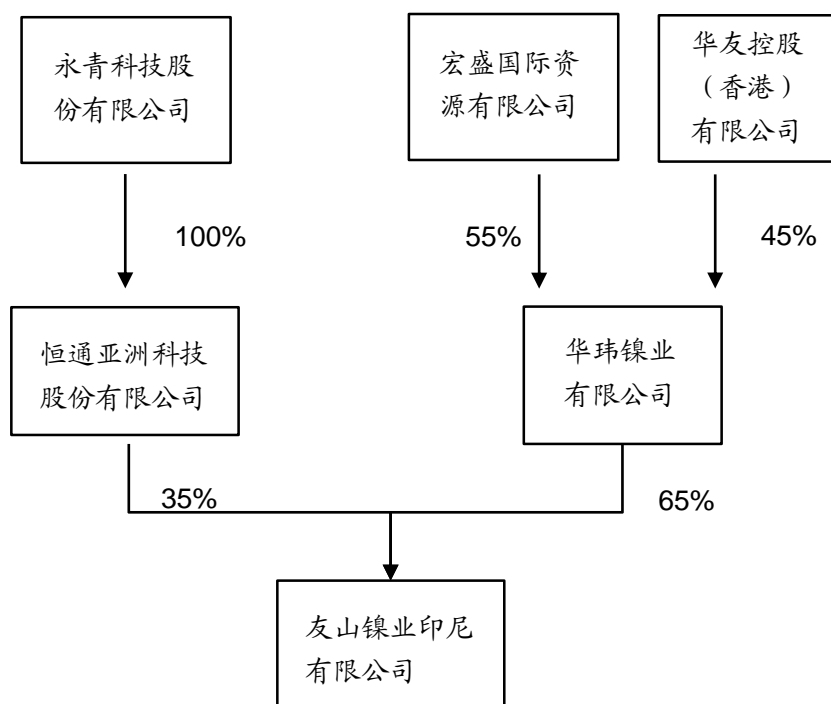 永青科技股
份有限公司
宏盛国际资
源有限公司
华友控股
（香港）
有限公司
100%
55%
45%
恒通亚洲科技
股份有限公司
华玮镍业
有限公司
35%
65%
友山镍业印尼
有限公司